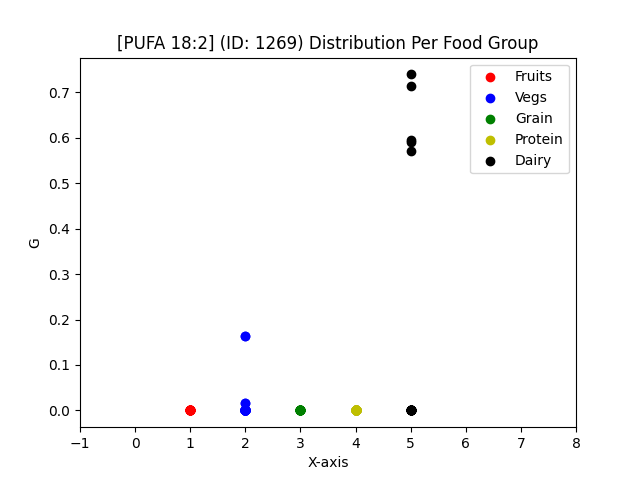 [PUFA 18:2] (ID: 1269) Distribution Per Food Group
Fruits
Vegs
Grain
Protein
Dairy
G
0.7
0.6
0.5
0.4
0.3
0.2
0.1
0.0
−1 0 1 2 3 4 5 6 7 8
X-axis